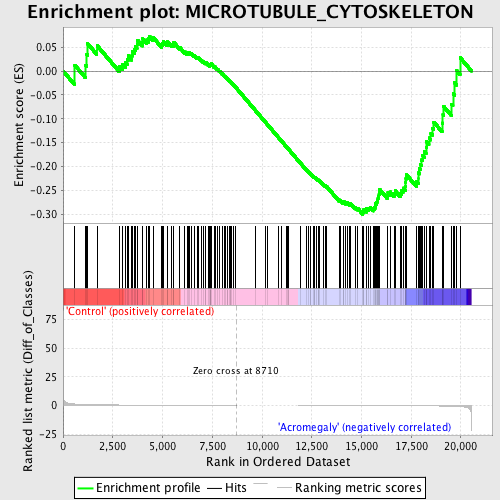 Enrichment plot: MICROTUBULE_CYTOSKELETON
Enrichment score (ES)
0.05
0.00
-0.05
-0.10
-0.15
-0.20
-0.25
-0.30
'Control' (positively correlated)
Ranked list metric (Diff_of_Classes)
75
50
25
0
-25
Zero cross at 8710
'Acromegaly' (negatively correlated)
0
2,500
5,000
7,500
10,000
12,500
15,000
17,500
20,000
Rank in Ordered Dataset
Enrichment profile
Hits
Ranking metric scores